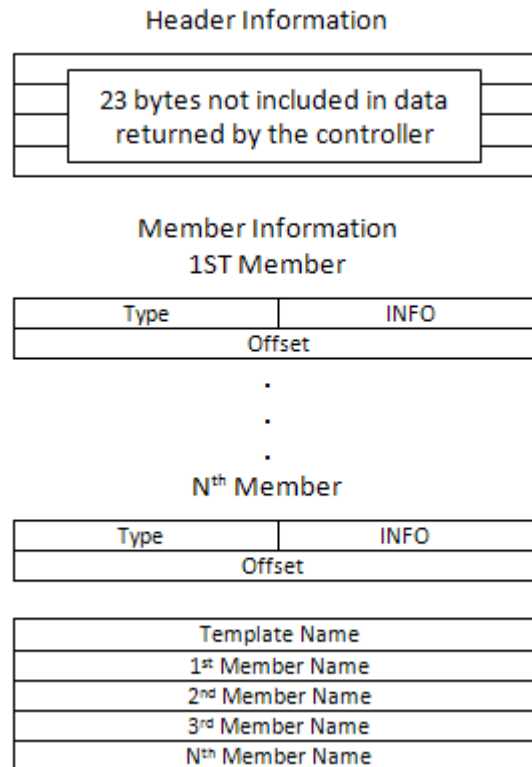 Header Information
23 bytes not included in data
returned by the controller
Member Information
1ST Member
Type INFO
Offset
.
.
.
Nth Member
Type INFO
Offset
Template Name
1st Member Name
2nd Member Name
3rd Member Name
Nth Member Name